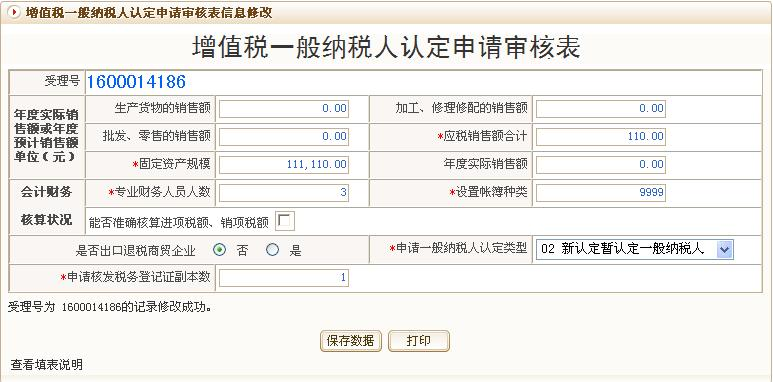 增值税一般纳税人认定申请审核表信息修改
增值税一般纳税人认定申请审核表
受理号 1600014186
年度实际销售额或年度预计销售额单位(元)
生产货物的销售额 0.00 加工、修理修配的销售额 0.00
批发、零售的销售额 0.00 *应税销售额合计 110.00
*固定资产规模 111,110.00 年度实际销售额 0.00
会计财务核算状况
*专业财务人员人数 3 *设置帐簿种类 9999
能否准确核算进项税额、销项税额
是否出口退税商贸企业 否 是 *申请一般纳税人认定类型 02 新认定暂认定一般纳税人
*申请核发税务登记证副本数 1
受理号为 1600014186的记录修改成功。
保存数据 打印
查看填表说明